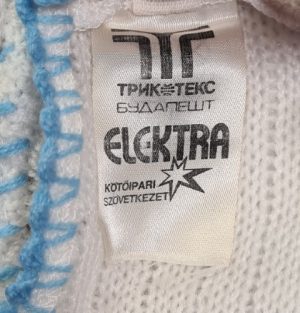 ТРИКОТЕКС
БУДАПЕШТ
ELEKTRA
KÖTŐIPARI
SZÖVETKEZET